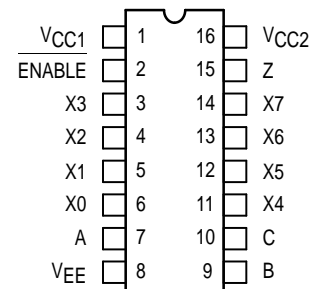 VCC1 1 16 VCC2
ENABLE 2 15 Z
X3 3 14 X7
X2 4 13 X6
X1 5 12 X5
X0 6 11 X4
A 7 10 C
VEE 8 9 B